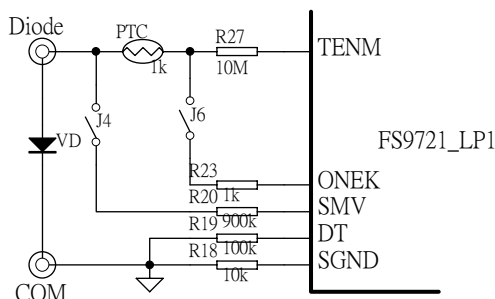 Diode
PTC
1k
R27
10M
TENM
J4
J6
VD
FS9721_LP1
R23
1k
ONEK
R20
900k
SMV
R19
100k
DT
R18
10k
SGND
COM